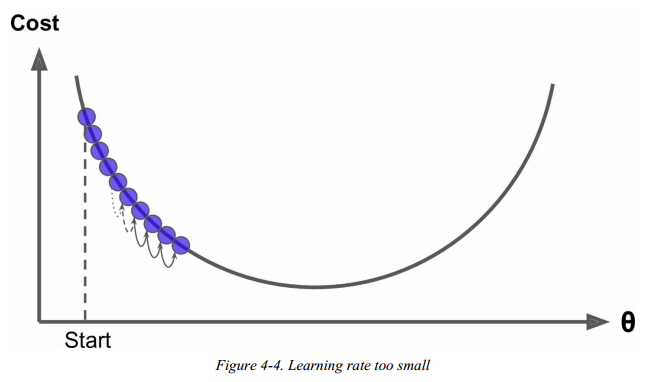 Cost
θ
Start
Figure 4-4. Learning rate too small